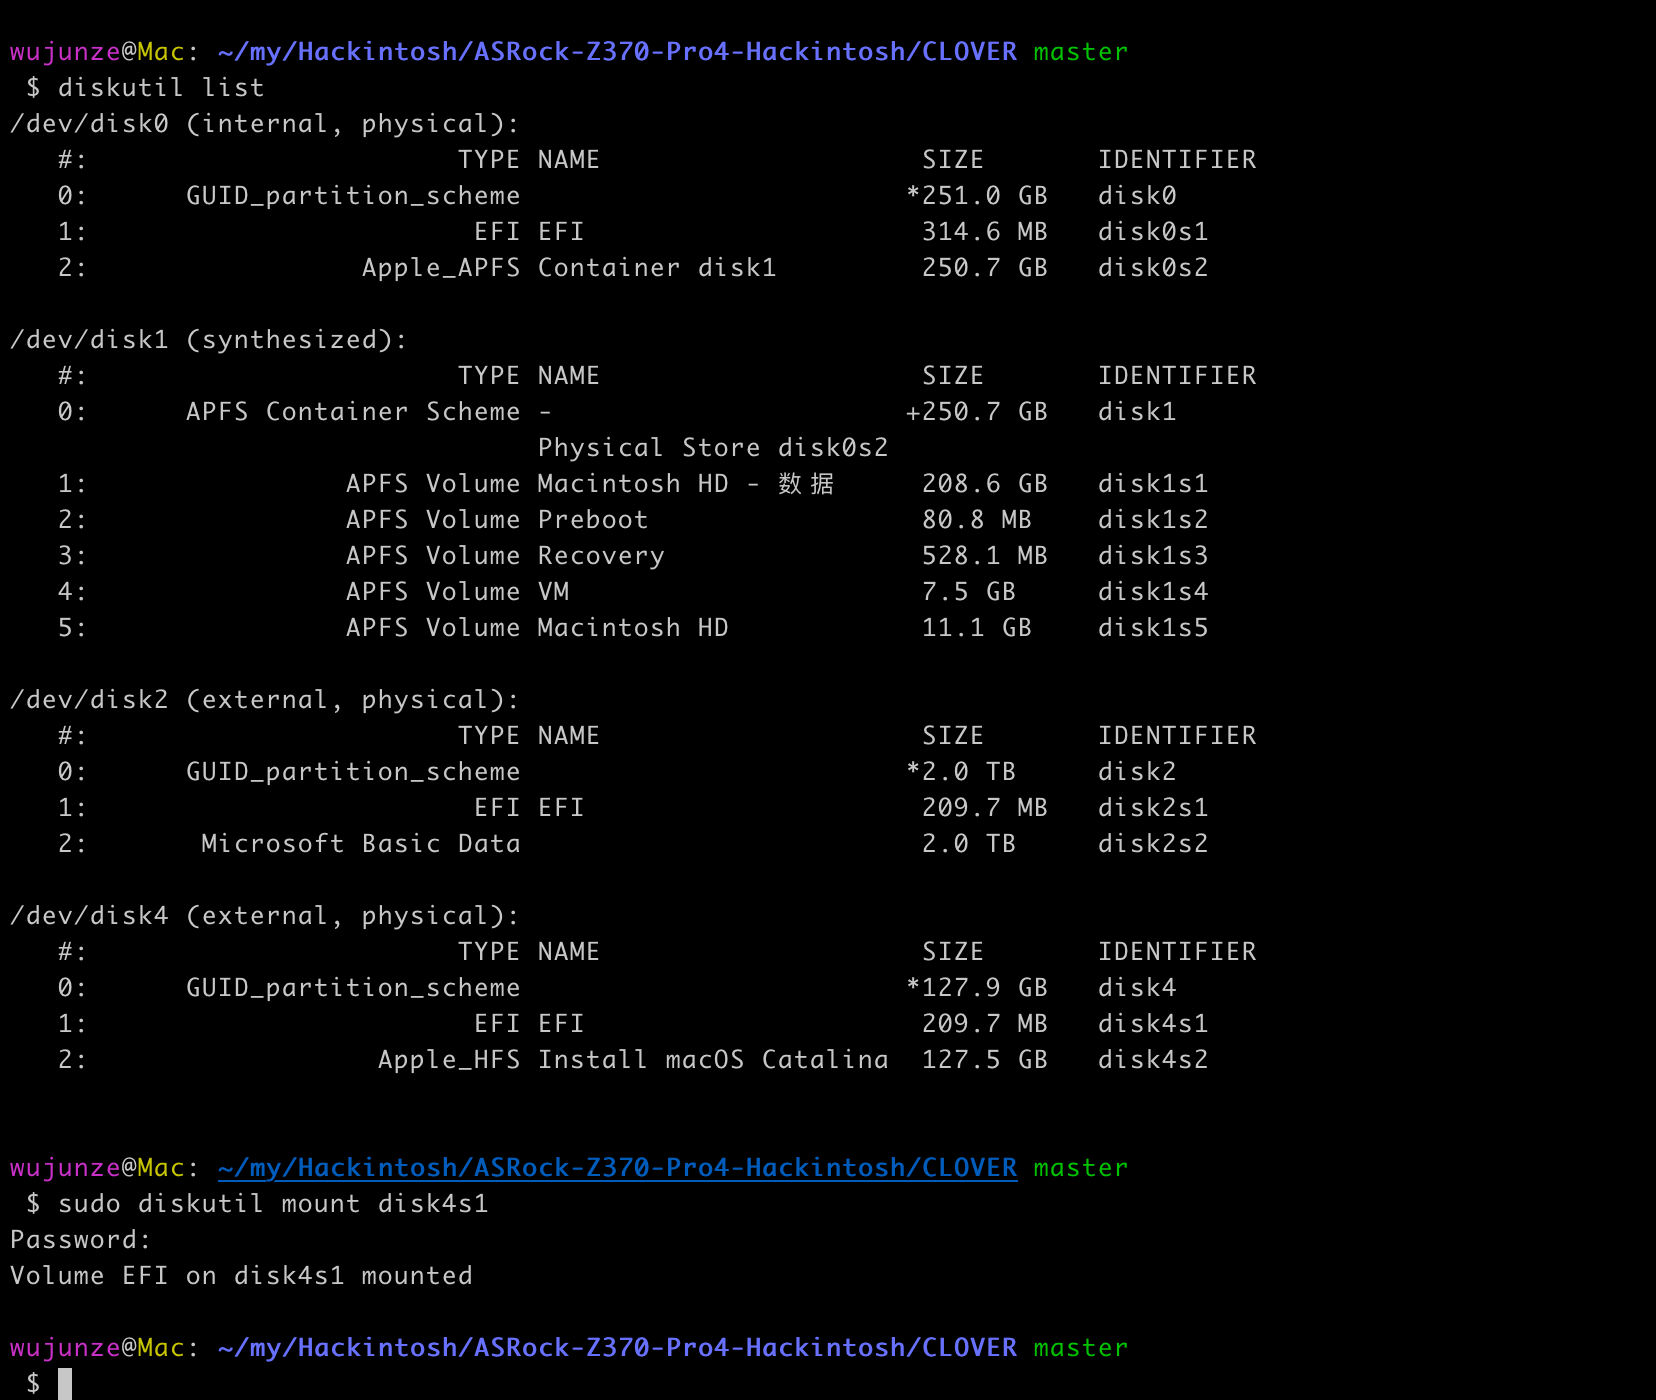 wujunze@Mac: ~/my/Hackintosh/ASRock-Z370-Pro4-Hackintosh/CLOVER master
 $ diskutil list
/dev/disk0 (internal, physical):
   #:                       TYPE NAME                    SIZE       IDENTIFIER
   0:      GUID_partition_scheme                        *251.0 GB   disk0
   1:                        EFI EFI                     314.6 MB   disk0s1
   2:                 Apple_APFS Container disk1         250.7 GB   disk0s2

/dev/disk1 (synthesized):
   #:                       TYPE NAME                    SIZE       IDENTIFIER
   0:      APFS Container Scheme -                      +250.7 GB   disk1
                                 Physical Store disk0s2
   1:                APFS Volume Macintosh HD - 数据     208.6 GB   disk1s1
   2:                APFS Volume Preboot                 80.8 MB    disk1s2
   3:                APFS Volume Recovery                528.1 MB   disk1s3
   4:                APFS Volume VM                      7.5 GB     disk1s4
   5:                APFS Volume Macintosh HD            11.1 GB    disk1s5

/dev/disk2 (external, physical):
   #:                       TYPE NAME                    SIZE       IDENTIFIER
   0:      GUID_partition_scheme                        *2.0 TB     disk2
   1:                        EFI EFI                     209.7 MB   disk2s1
   2:       Microsoft Basic Data                         2.0 TB     disk2s2

/dev/disk4 (external, physical):
   #:                       TYPE NAME                    SIZE       IDENTIFIER
   0:      GUID_partition_scheme                        *127.9 GB   disk4
   1:                        EFI EFI                     209.7 MB   disk4s1
   2:                  Apple_HFS Install macOS Catalina  127.5 GB   disk4s2

wujunze@Mac: ~/my/Hackintosh/ASRock-Z370-Pro4-Hackintosh/CLOVER master
 $ sudo diskutil mount disk4s1
Password:
Volume EFI on disk4s1 mounted

wujunze@Mac: ~/my/Hackintosh/ASRock-Z370-Pro4-Hackintosh/CLOVER master
 $